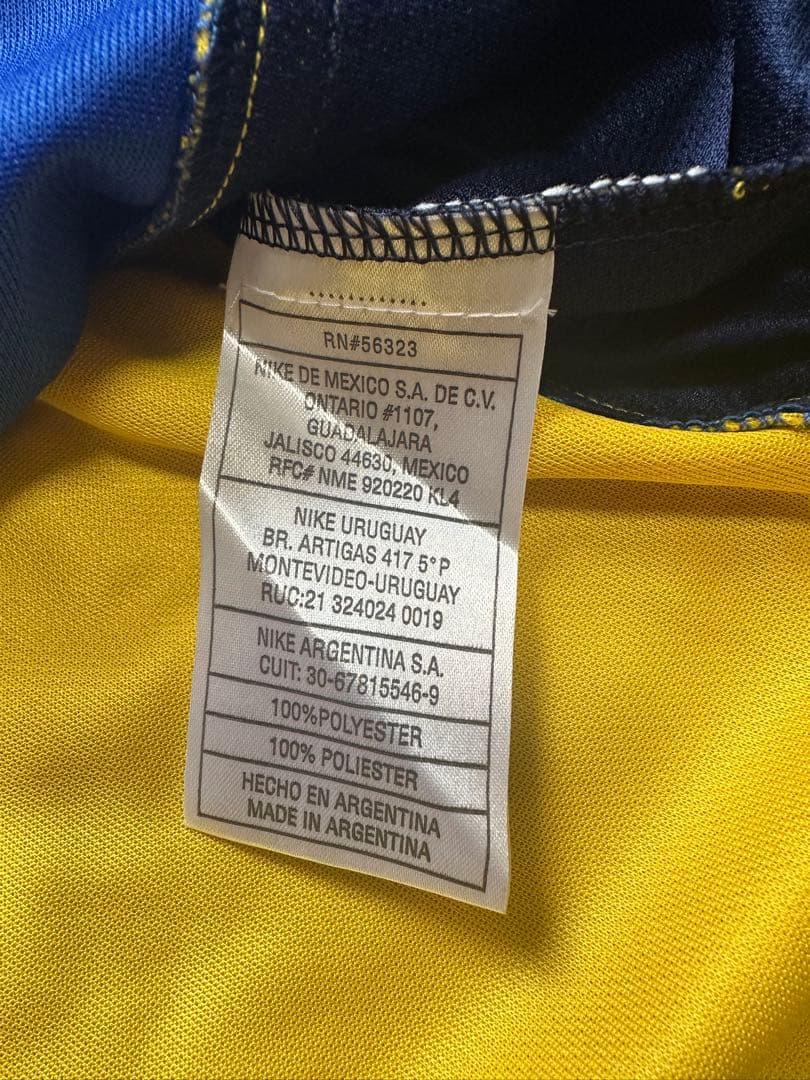 RN#56323
NIKE DE MEXICO S.A. DE C.V.
ONTARIO #1107,
GUADALAJARA
JALISCO 44630, MEXICO
RFC# NME 920220 KL4
NIKE URUGUAY
BR. ARTIGAS 417 5°P
MONTEVIDEO-URUGUAY
RUC:21 324024 0019
NIKE ARGENTINA S.A.
CUIT: 30-67815546-9
100%POLYESTER
100% POLIESTER
HECHO EN ARGENTINA
MADE IN ARGENTINA